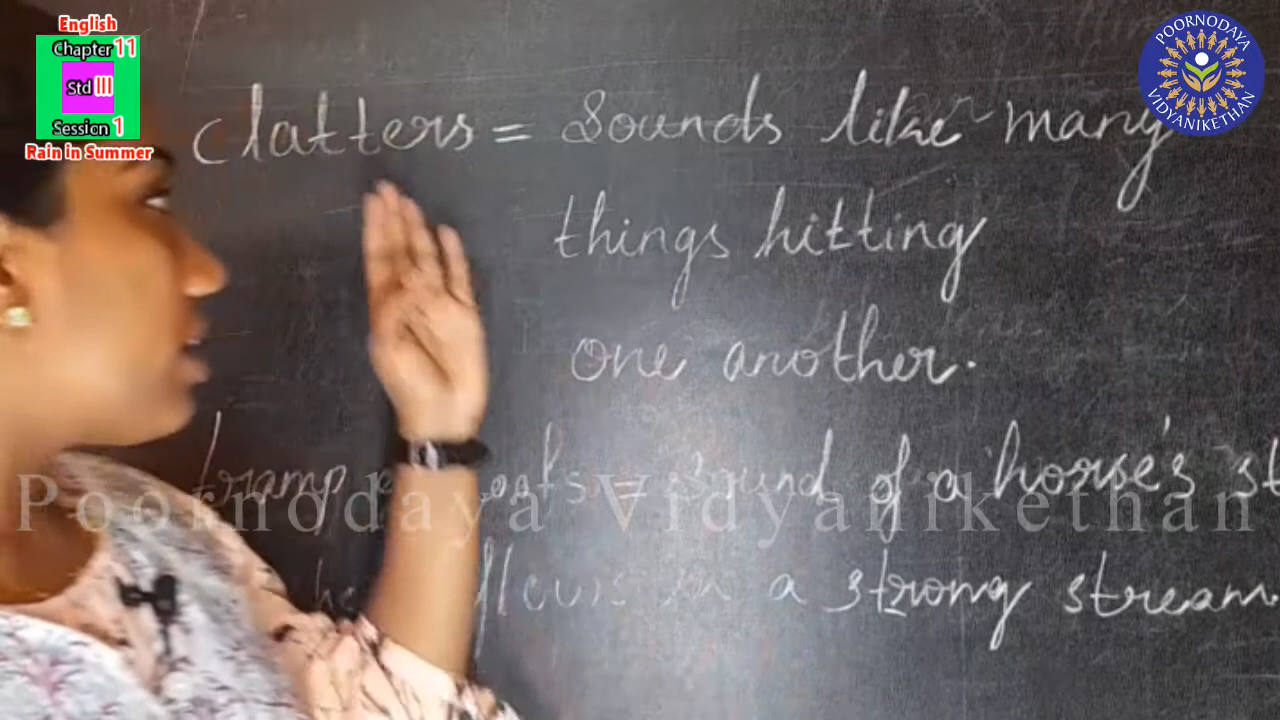 English
Chapter 11
Std III
Session 1
Rain in Summer
POORNODAYA VIDYANIKETHAN
clatters = Sounds like many
things hitting
one another.
tramp = sound of a horse's
in a strong stream.
Poornodaya Vidyanikethan